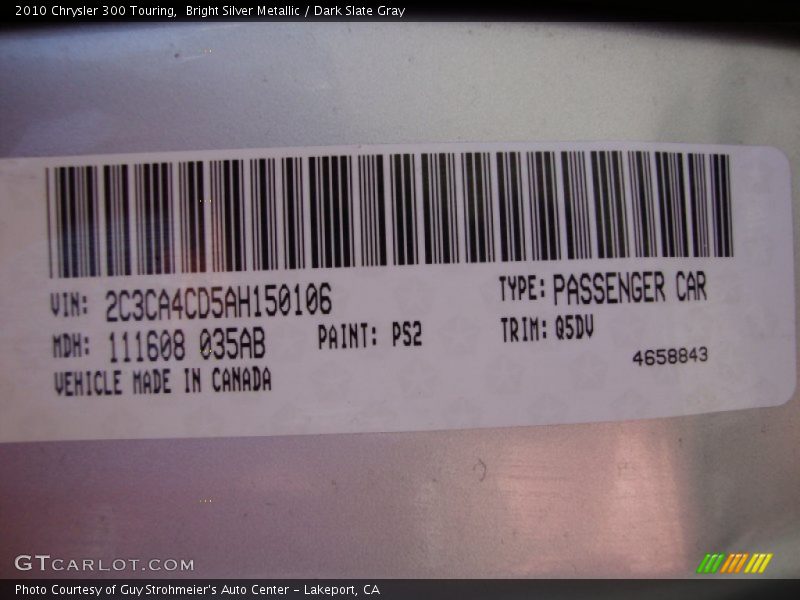 2010 Chrysler 300 Touring,  Bright Silver Metallic / Dark Slate Gray
VIN: 2C3CA4CD5AH150106
TYPE: PASSENGER CAR
MDH: 111608 035AB
PAINT: PS2
TRIM: Q5DV
VEHICLE MADE IN CANADA
4658843
GTCARLOT.COM
Photo Courtesy of Guy Strohmeier's Auto Center - Lakeport, CA